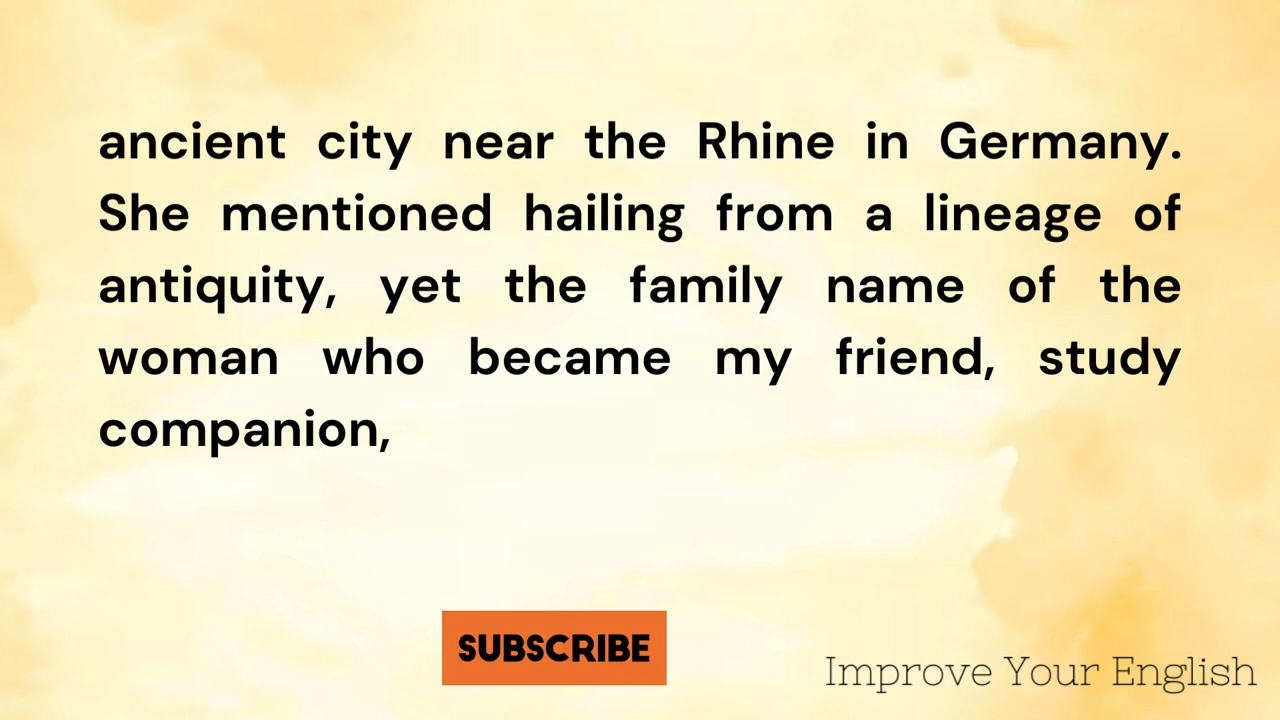 ancient city near the Rhine in Germany.
She mentioned hailing from a lineage of
antiquity, yet the family name of the
woman who became my friend, study
companion,
SUBSCRIBE
Improve Your English